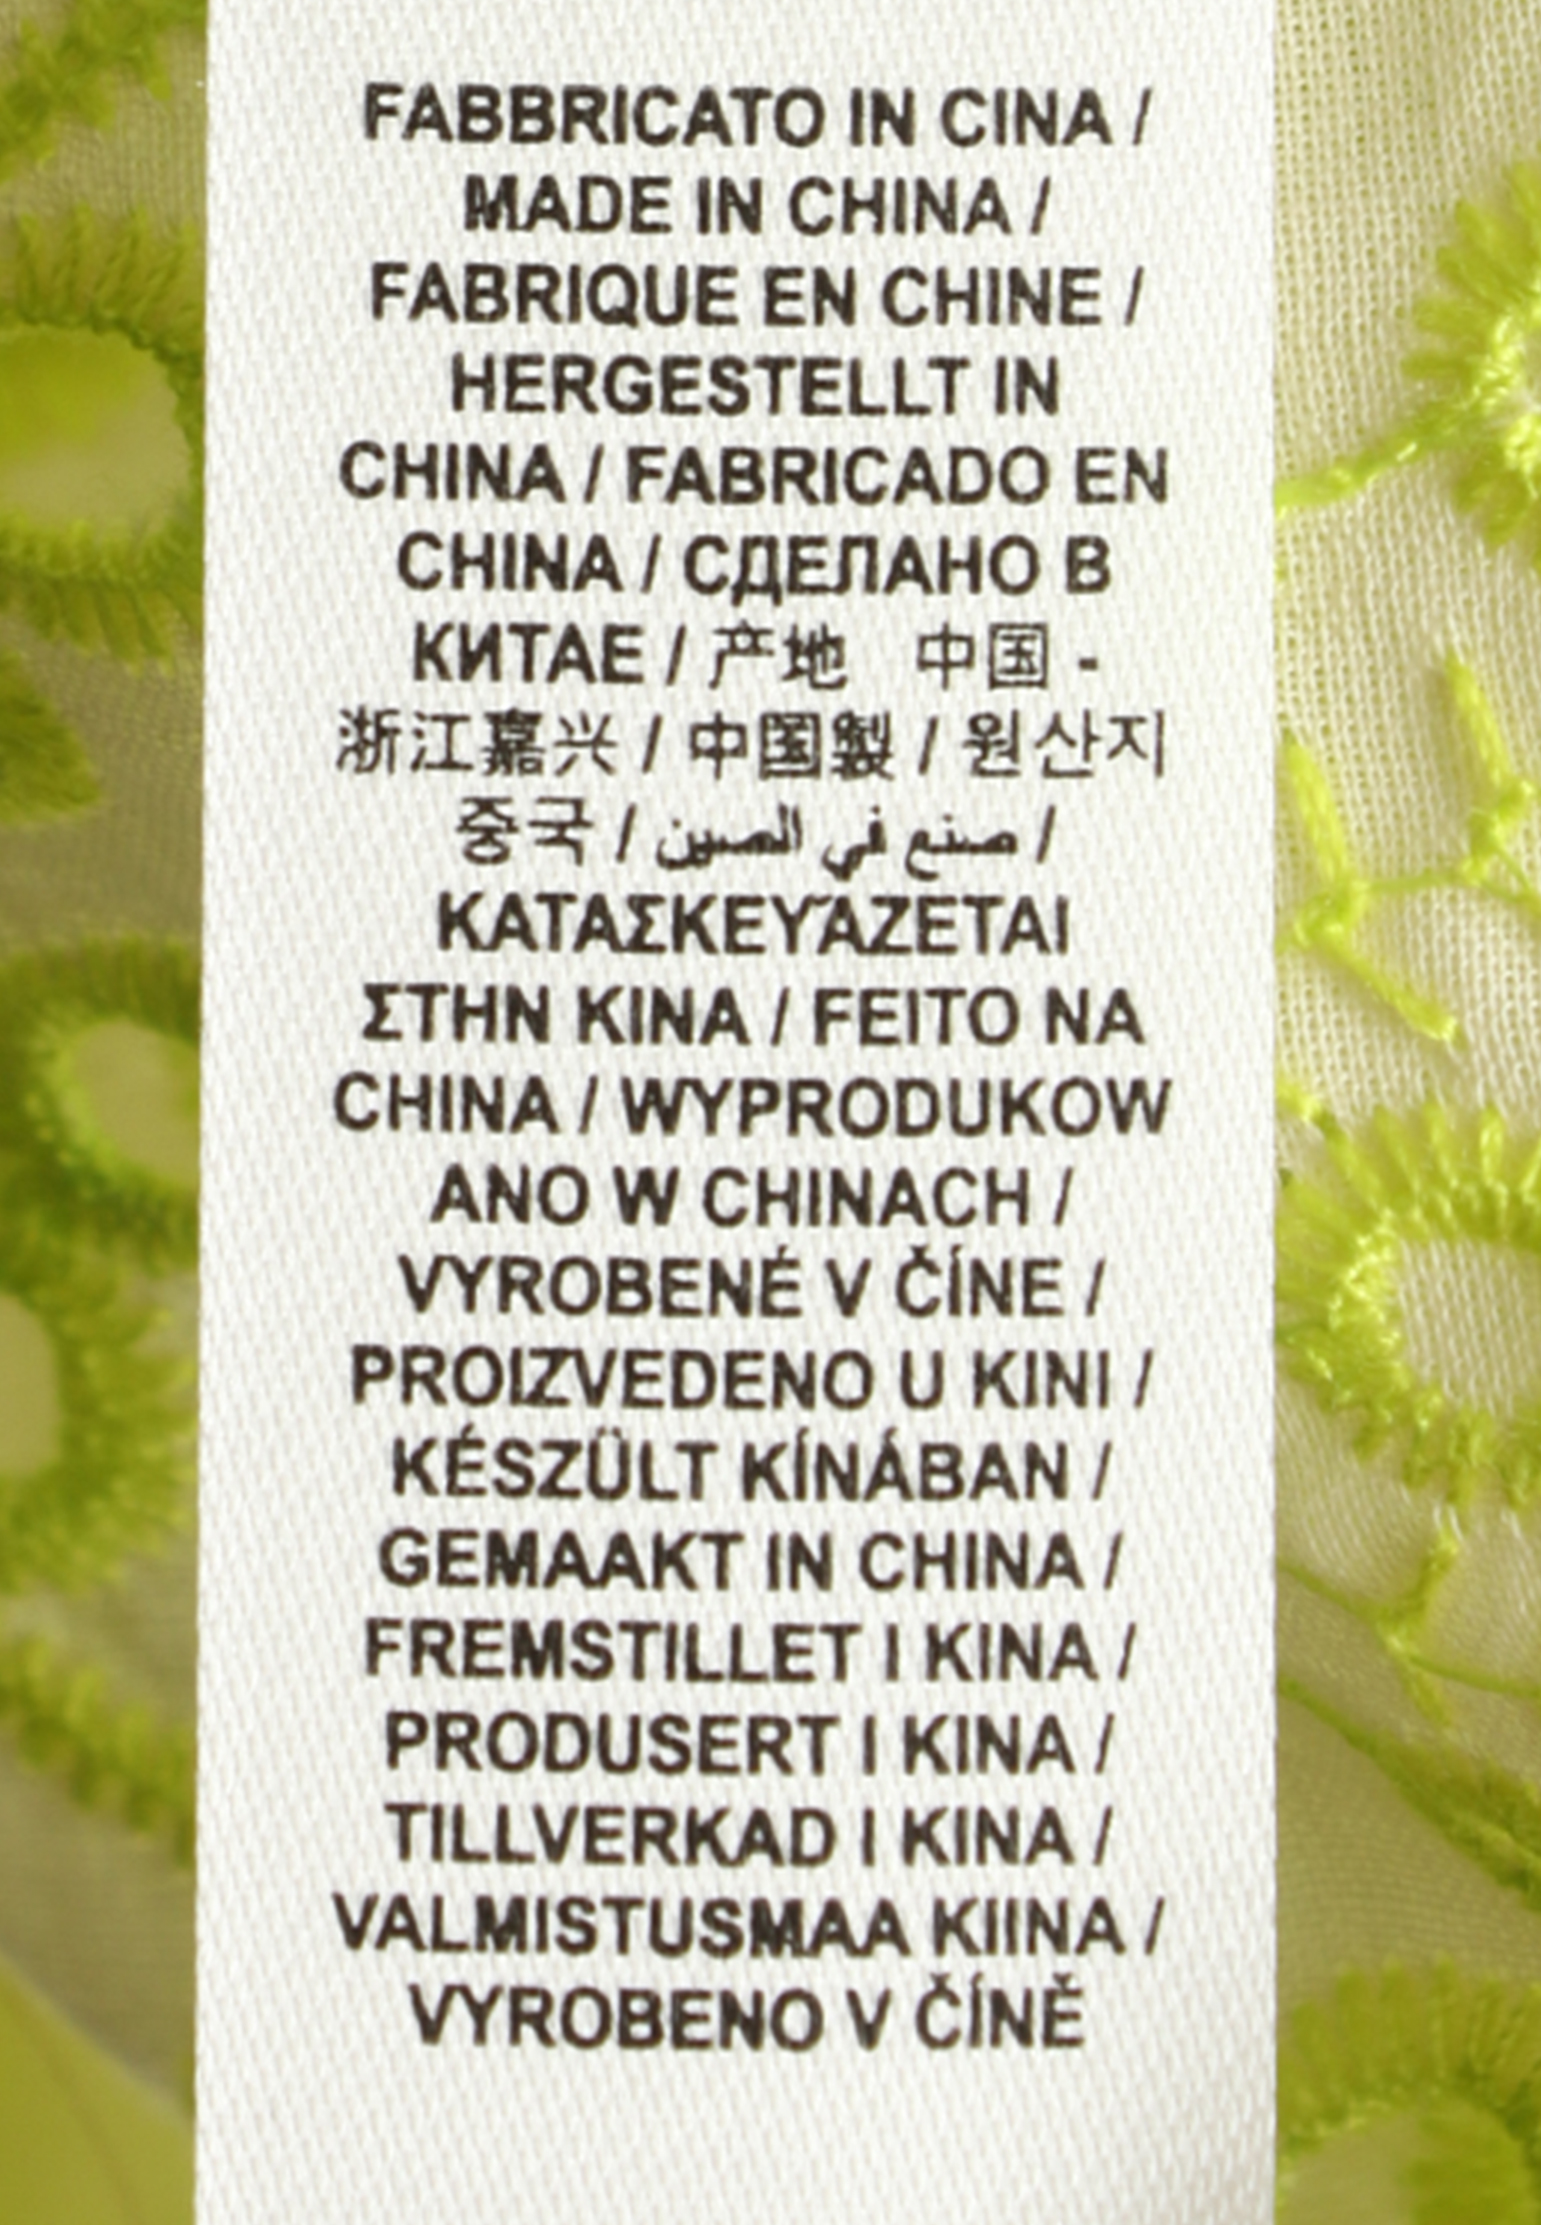 FABBRICATO IN CINA /
MADE IN CHINA /
FABRIQUE EN CHINE /
HERGESTELLT IN
CHINA / FABRICADO EN
CHINA / СДЕЛАНО В
КИТАЕ / 产地 中国 -
浙江嘉兴 / 中国製 / 원산지
중국 / صنع في الصين /
ΚΑΤΑΣΚΕΥΆΖΕΤΑΙ
ΣΤΗΝ ΚΙΝΑ / FEITO NA
CHINA / WYPRODUKOW
ANO W CHINACH /
VYROBENÉ V ČÍNE /
PROIZVEDENO U KINI /
KÉSZÜLT KÍNÁBAN /
GEMAAKT IN CHINA /
FREMSTILLET I KINA /
PRODUSERT I KINA /
TILLVERKAD I KINA /
VALMISTUSMAA KIINA /
VYROBENO V ČÍNĚ